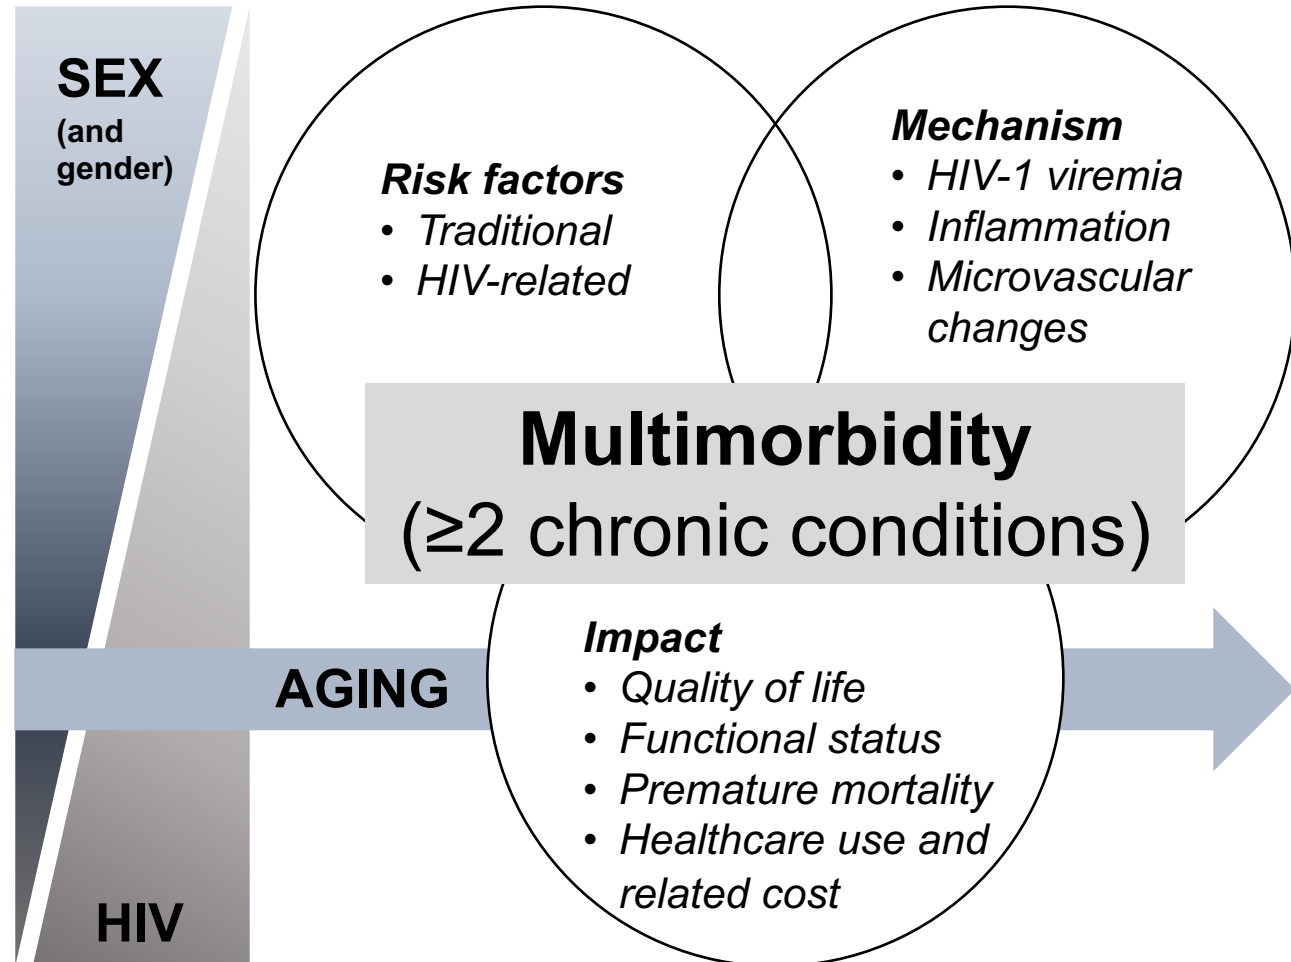 SEX
(and
gender)
Risk factors
• Traditional
• HIV-related
Mechanism
• HIV-1 viremia
• Inflammation
• Microvascular
changes
Multimorbidity
(≥2 chronic conditions)
AGING
Impact
• Quality of life
• Functional status
• Premature mortality
• Healthcare use and
related cost
HIV